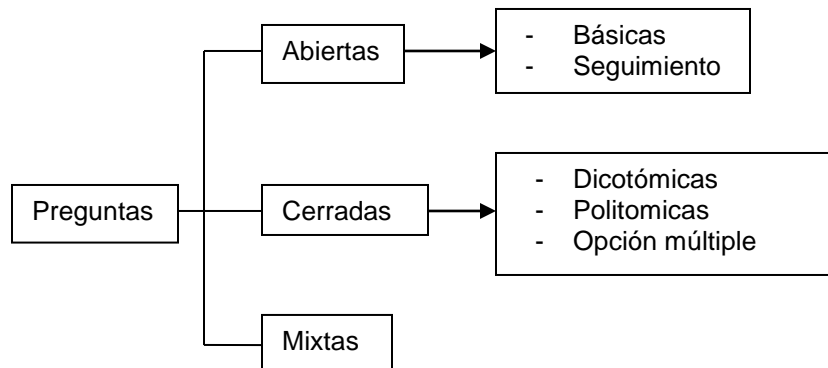 Preguntas
Abiertas
- Básicas
- Seguimiento
Cerradas
- Dicotómicas
- Politomicas
- Opción múltiple
Mixtas